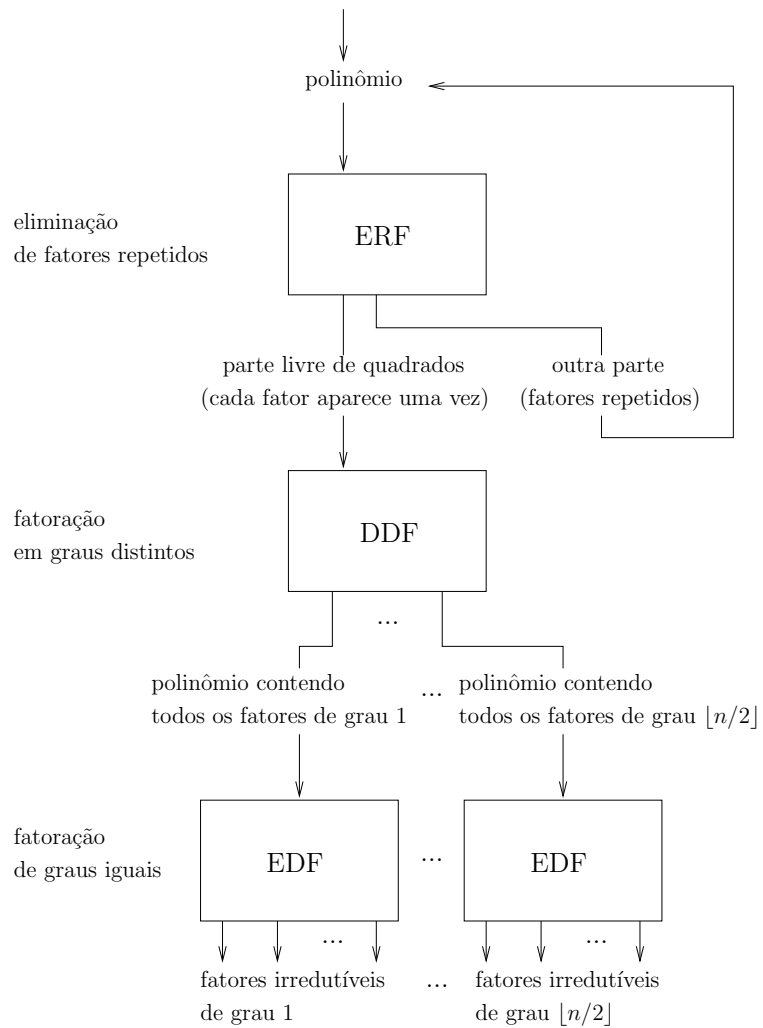 polinômio
eliminação
de fatores repetidos
ERF
parte livre de quadrados
(cada fator aparece uma vez)
outra parte
(fatores repetidos)
fatoração
em graus distintos
DDF
...
polinômio contendo
todos os fatores de grau 1
...
polinômio contendo
todos os fatores de grau ⌊n/2⌋
fatoração
de graus iguais
EDF
...
EDF
...
...
fatores irredutíveis
de grau 1
...
fatores irredutíveis
de grau ⌊n/2⌋